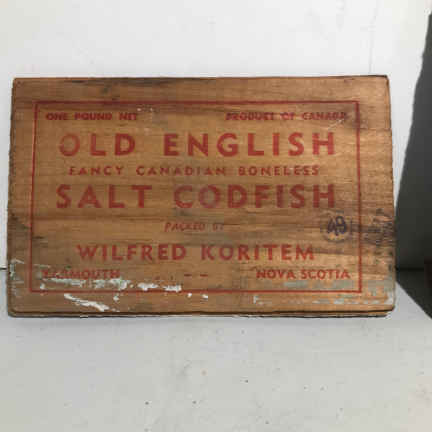 ONE POUND NET PRODUCT OF CANADA
OLD ENGLISH
FANCY CANADIAN BONELESS
SALT CODFISH
PACKED BY
WILFRED KORITEM
YARMOUTH NOVA SCOTIA